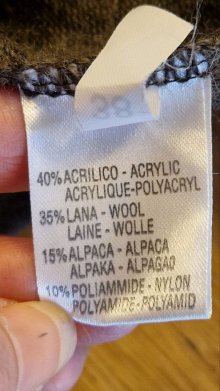 38
40% ACRILICO - ACRYLIC
ACRYLIQUE-POLYACRYL
35% LANA - WOOL
LAINE - WOLLE
15% ALPACA - ALPACA
ALPAKA - ALPAGAO
10% POLIAMMIDE - NYLON
POLYAMIDE-POLYAMID